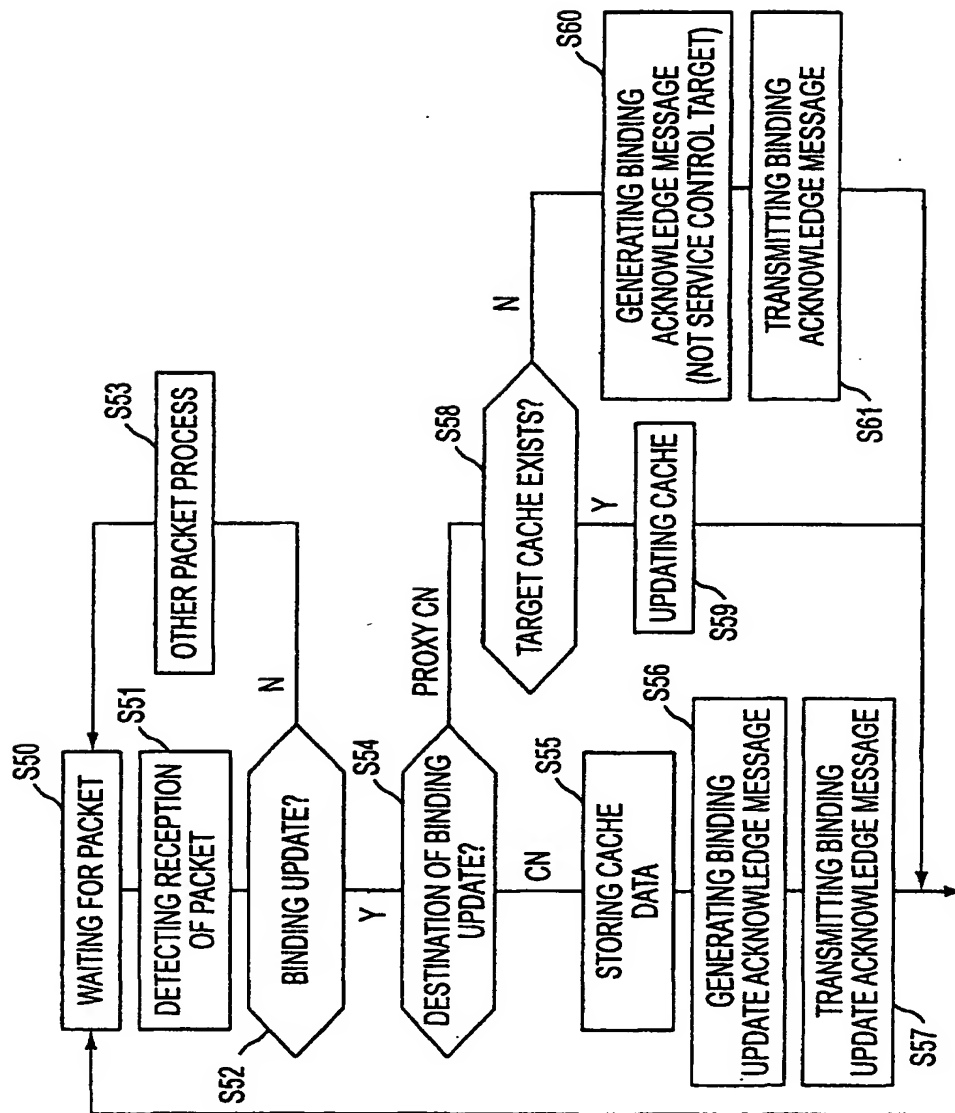 S50
WAITING FOR PACKET
S51
DETECTING RECEPTION
OF PACKET
S52
BINDING UPDATE?
N
S53
OTHER PACKET PROCESS
Y
S54
DESTINATION OF BINDING
UPDATE?
PROXY CN
CN
S55
STORING CACHE
DATA
S56
GENERATING BINDING
UPDATE ACKNOWLEDGE MESSAGE
S57
TRANSMITTING BINDING
UPDATE ACKNOWLEDGE MESSAGE
S58
TARGET CACHE EXISTS?
Y
N
S59
UPDATING CACHE
S60
GENERATING BINDING
ACKNOWLEDGE MESSAGE
(NOT SERVICE CONTROL TARGET)
S61
TRANSMITTING BINDING
ACKNOWLEDGE MESSAGE